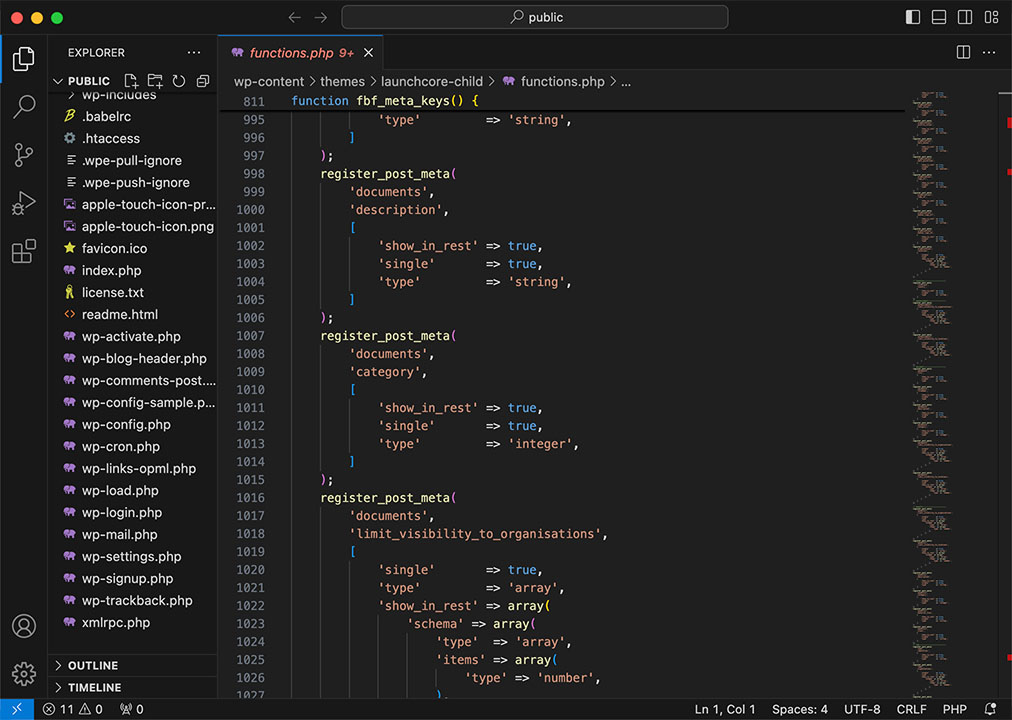 public
EXPLORER
PUBLIC
wp-includes
.babelrc
.htaccess
.wpe-pull-ignore
.wpe-push-ignore
apple-touch-icon-pr...
apple-touch-icon.png
favicon.ico
index.php
license.txt
readme.html
wp-activate.php
wp-blog-header.php
wp-comments-post....
wp-config-sample.p...
wp-config.php
wp-cron.php
wp-links-opml.php
wp-load.php
wp-login.php
wp-mail.php
wp-settings.php
wp-signup.php
wp-trackback.php
xmlrpc.php
OUTLINE
TIMELINE
functions.php 9+
wp-content > themes > launchcore-child > functions.php > ...
811 function fbf_meta_keys() {
995 'type' => 'string',
996 ]
997 );
998 register_post_meta(
999 'documents',
1000 'description',
1001 [
1002 'show_in_rest' => true,
1003 'single' => true,
1004 'type' => 'string',
1005 ]
1006 );
1007 register_post_meta(
1008 'documents',
1009 'category',
1010 [
1011 'show_in_rest' => true,
1012 'single' => true,
1013 'type' => 'integer',
1014 ]
1015 );
1016 register_post_meta(
1017 'documents',
1018 'limit_visibility_to_organisations',
1019 [
1020 'single' => true,
1021 'type' => 'array',
1022 'show_in_rest' => array(
1023 'schema' => array(
1024 'type' => 'array',
1025 'items' => array(
1026 'type' => 'number',
1027 ),
11 0 0
Ln 1, Col 1 Spaces: 4 UTF-8 CRLF PHP